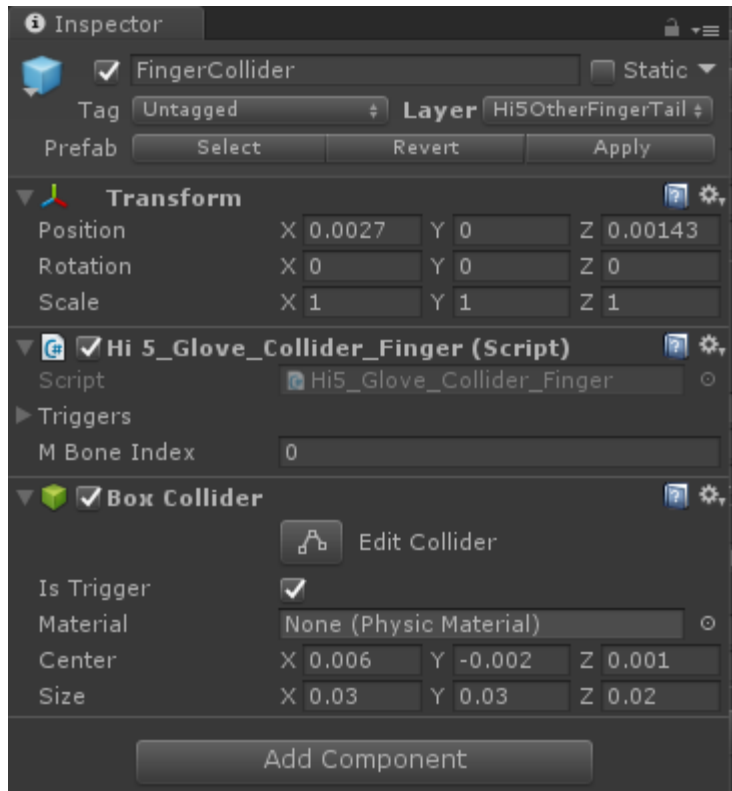 Inspector
FingerCollider Static
Tag Untagged Layer Hi5OtherFingerTail
Prefab Select Revert Apply
Transform
Position X 0.0027 Y 0 Z 0.00143
Rotation X 0 Y 0 Z 0
Scale X 1 Y 1 Z 1
Hi 5_Glove_Collider_Finger (Script)
Script Hi5_Glove_Collider_Finger
Triggers
M Bone Index 0
Box Collider
Edit Collider
Is Trigger
Material None (Physic Material)
Center X 0.006 Y -0.002 Z 0.001
Size X 0.03 Y 0.03 Z 0.02
Add Component